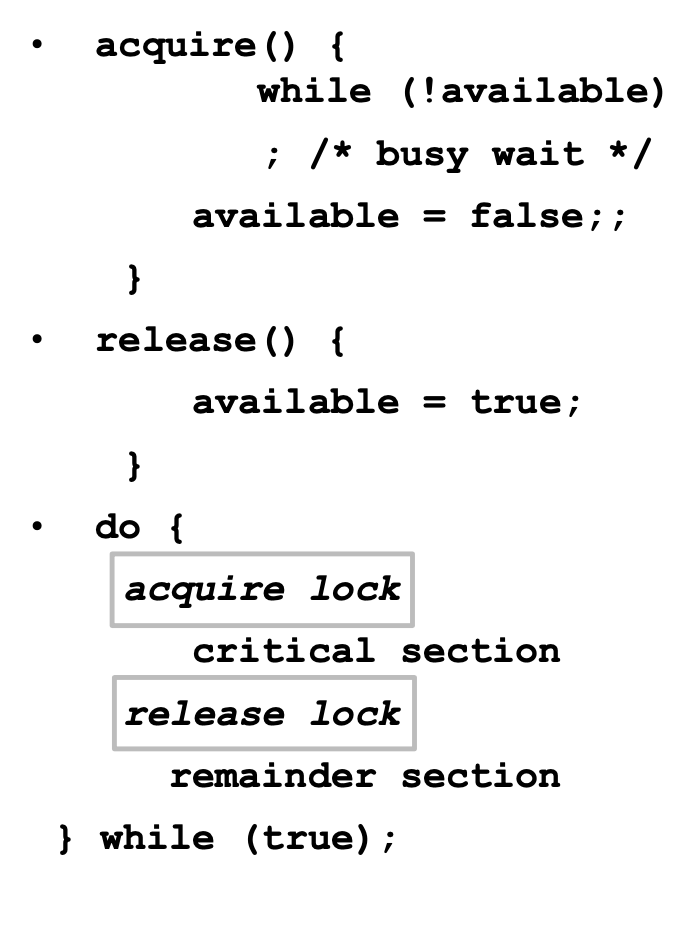 • acquire() {
while (!available)
; /* busy wait */
available = false;;
}
• release() {
available = true;
}
• do {
acquire lock
critical section
release lock
remainder section
} while (true);